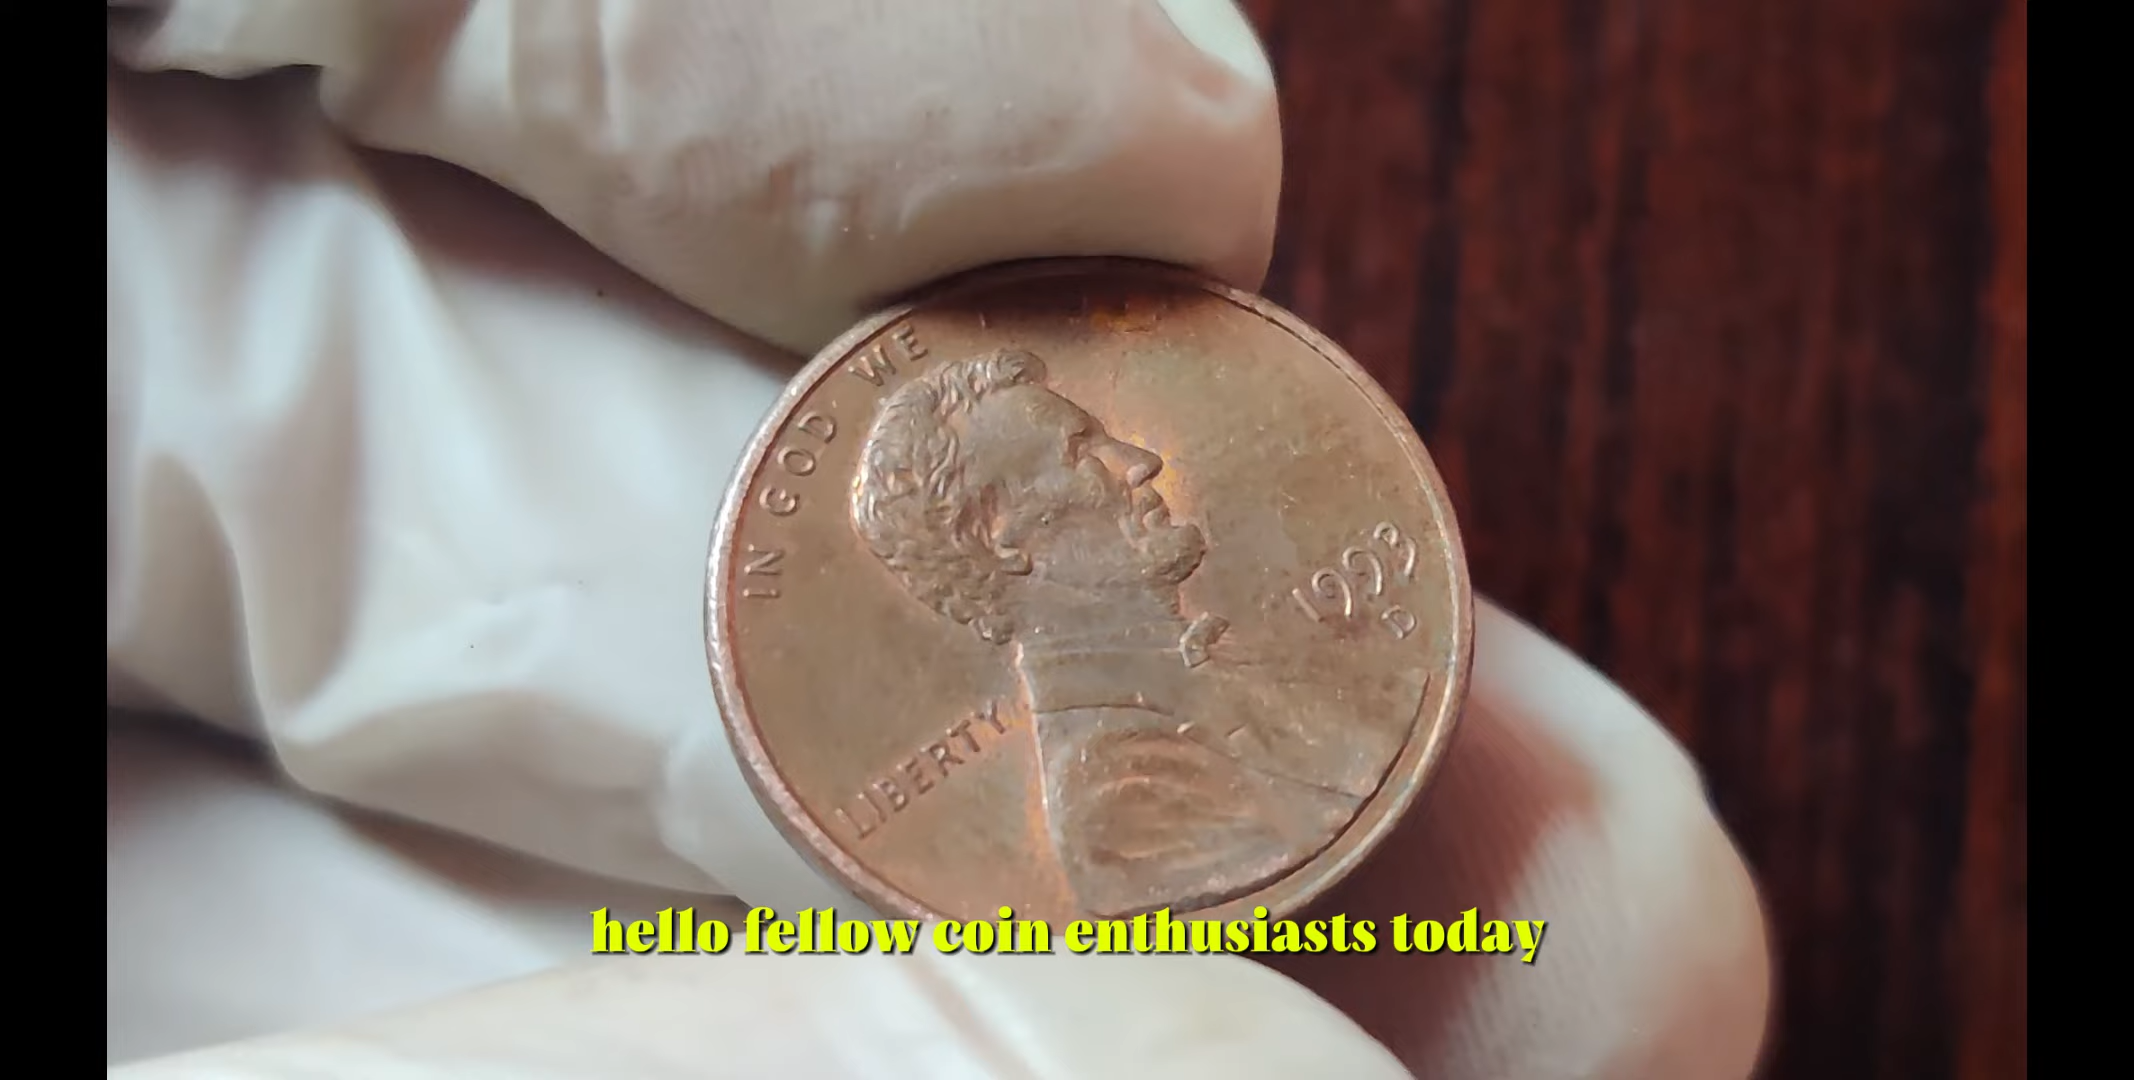 IN GOD WE
LIBERTY
1993
D
hello fellow coin enthusiasts today